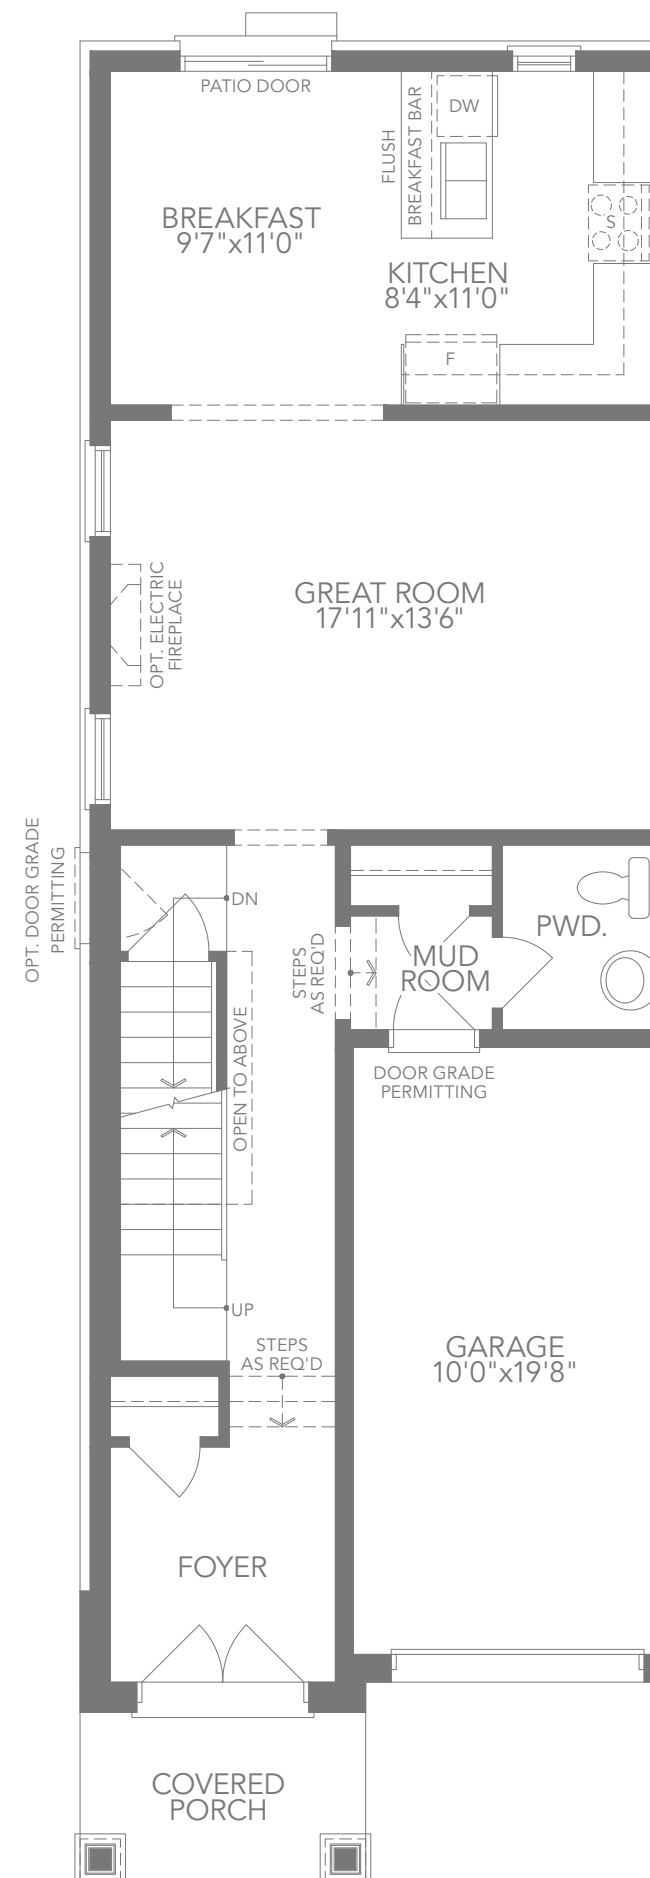 PATIO DOOR
FLUSH
BREAKFAST BAR
DW
BREAKFAST
9'7"x11'0"
S
KITCHEN
8'4"x11'0"
F
OPT. ELECTRIC
FIREPLACE
GREAT ROOM
17'11"x13'6"
OPT. DOOR GRADE
PERMITTING
DN
STEPS
AS REQ'D
MUD
ROOM
PWD.
OPEN TO ABOVE
DOOR GRADE
PERMITTING
UP
STEPS
AS REQ'D
GARAGE
10'0"x19'8"
FOYER
COVERED
PORCH